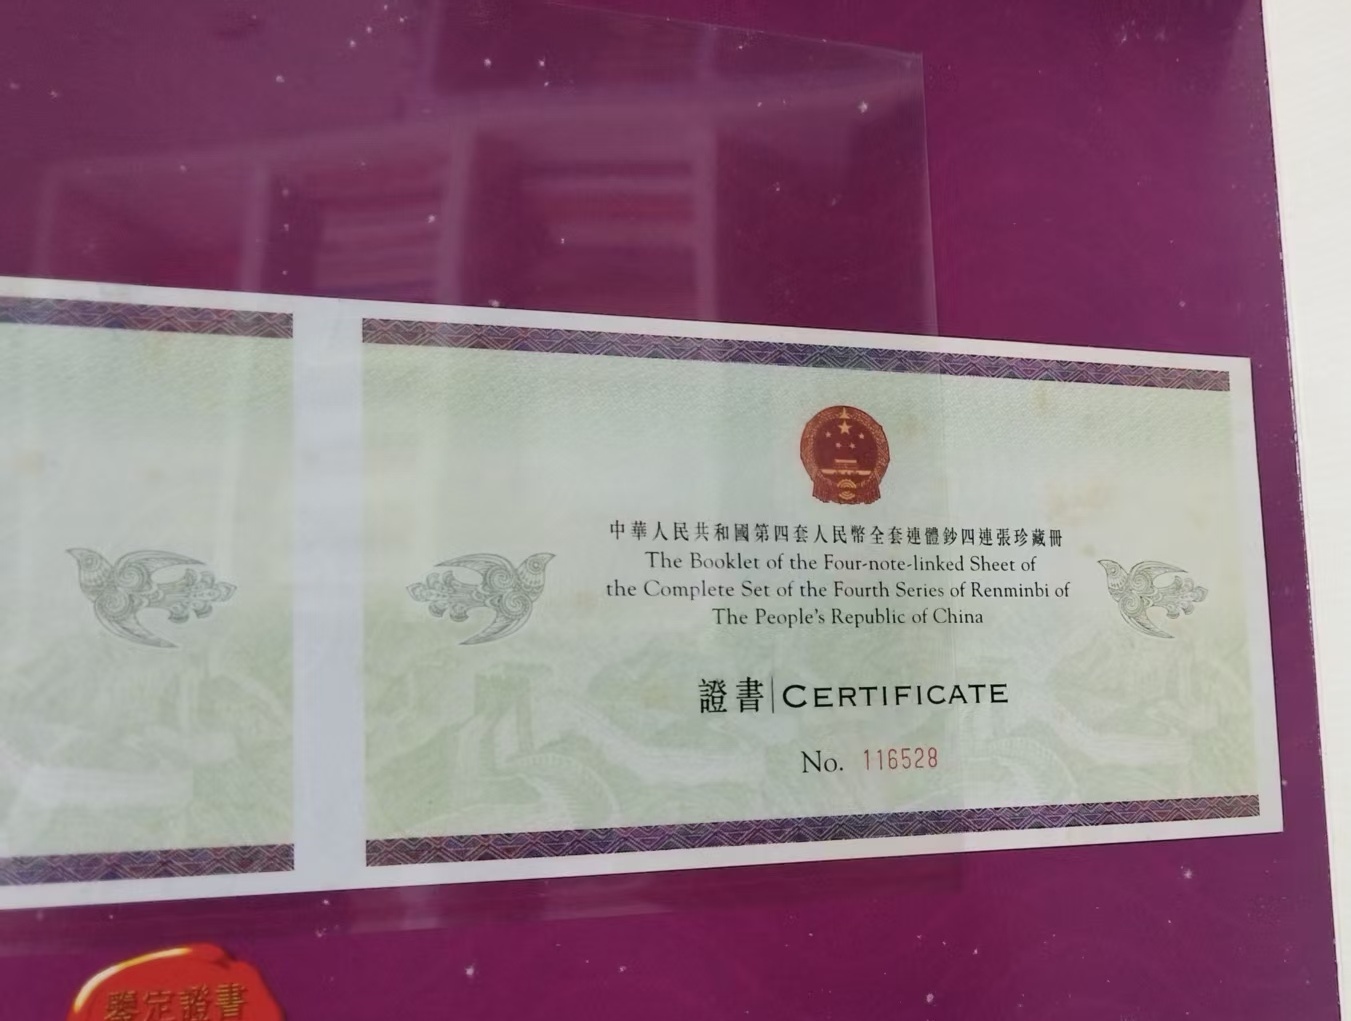 中華人民共和國第四套人民幣全套連體鈔四連張珍藏冊
The Booklet of the Four-note-linked Sheet of
the Complete Set of the Fourth Series of Renminbi of
The People's Republic of China
證書|CERTIFICATE
No. 116528
鑒定證書